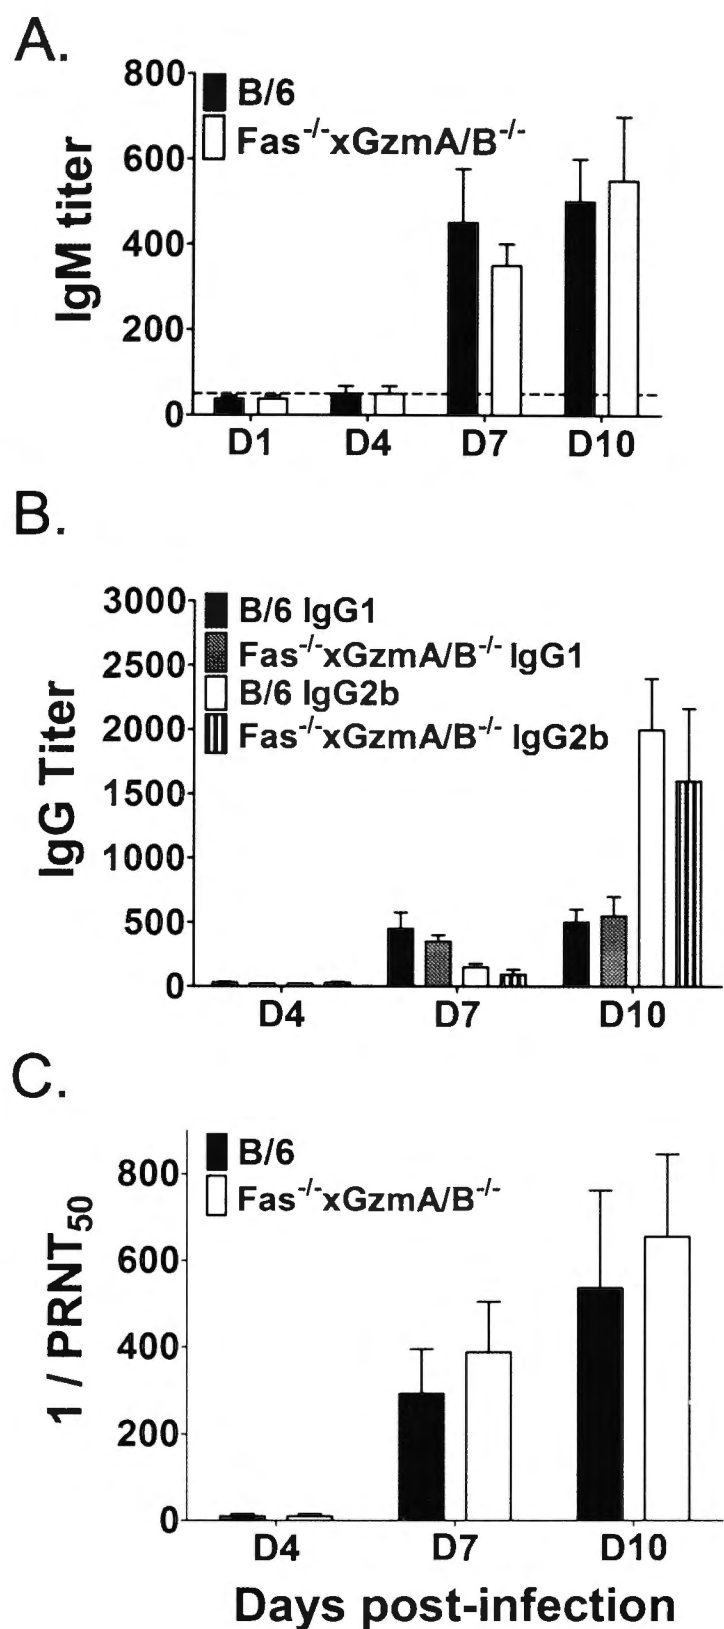 A.
800
600
400
200
0
IgM titer
B/6
Fas-/-xGzmA/B-/-
D1 D4 D7 D10
B.
3000
2500
2000
1500
1000
500
0
IgG Titer
B/6 IgG1
Fas-/-xGzmA/B-/- IgG1
B/6 IgG2b
Fas-/-xGzmA/B-/- IgG2b
D4 D7 D10
C.
800
600
400
200
0
1 / PRNT50
B/6
Fas-/-xGzmA/B-/-
D4 D7 D10
Days post-infection